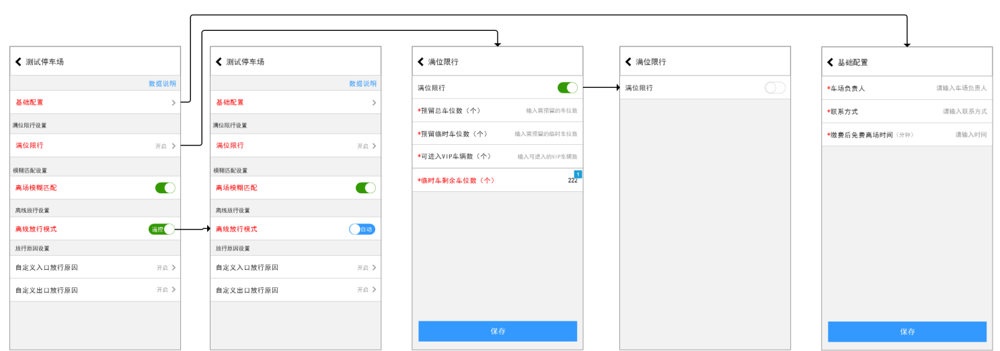 测试停车场
数据说明
基础配置
满位限行设置
满位限行 开启
模糊匹配设置
离场模糊匹配
离线放行设置
离线放行模式 遥控
放行原因设置
自定义入口放行原因 开启
自定义出口放行原因 开启
测试停车场
数据说明
基础配置
满位限行设置
满位限行 开启
模糊匹配设置
离场模糊匹配
离线放行设置
离线放行模式 自动
放行原因设置
自定义入口放行原因 开启
自定义出口放行原因 开启
满位限行
满位限行
*预留总车位数（个） 输入需预留的车位数
*预留临时车位数（个） 输入需预留的临时车位数
*可进入VIP车辆数（个） 输入可进入的VIP车辆数
*临时车剩余车位数（个） 222 1
保存
满位限行
满位限行
基础配置
*车场负责人 请输入车场负责人
*联系方式 请输入联系方式
*缴费后免费离场时间（分钟） 请输入时间
保存